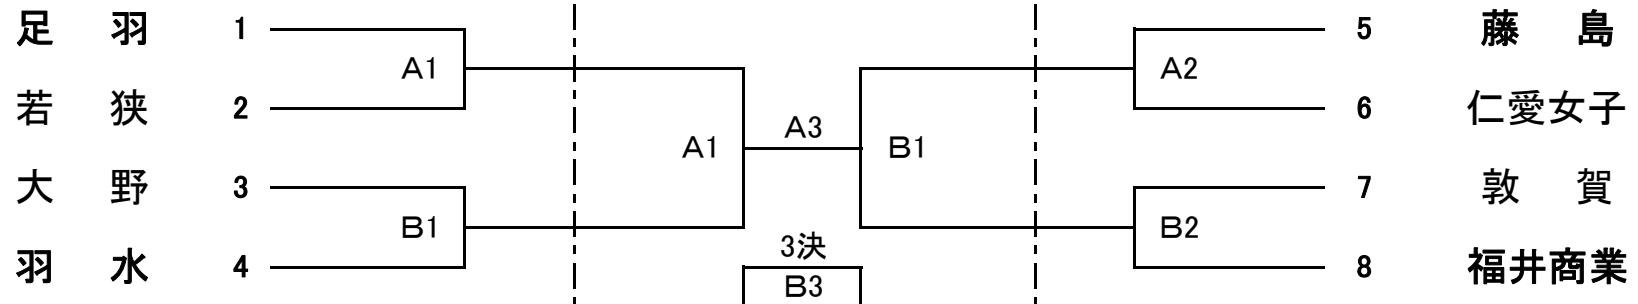 足羽 1 5 藤島
A1 A2
若狭 2 6 仁愛女子
A1 A3 B1
大野 3 7 敦賀
B1 B2
3決
羽水 4 8 福井商業
B3